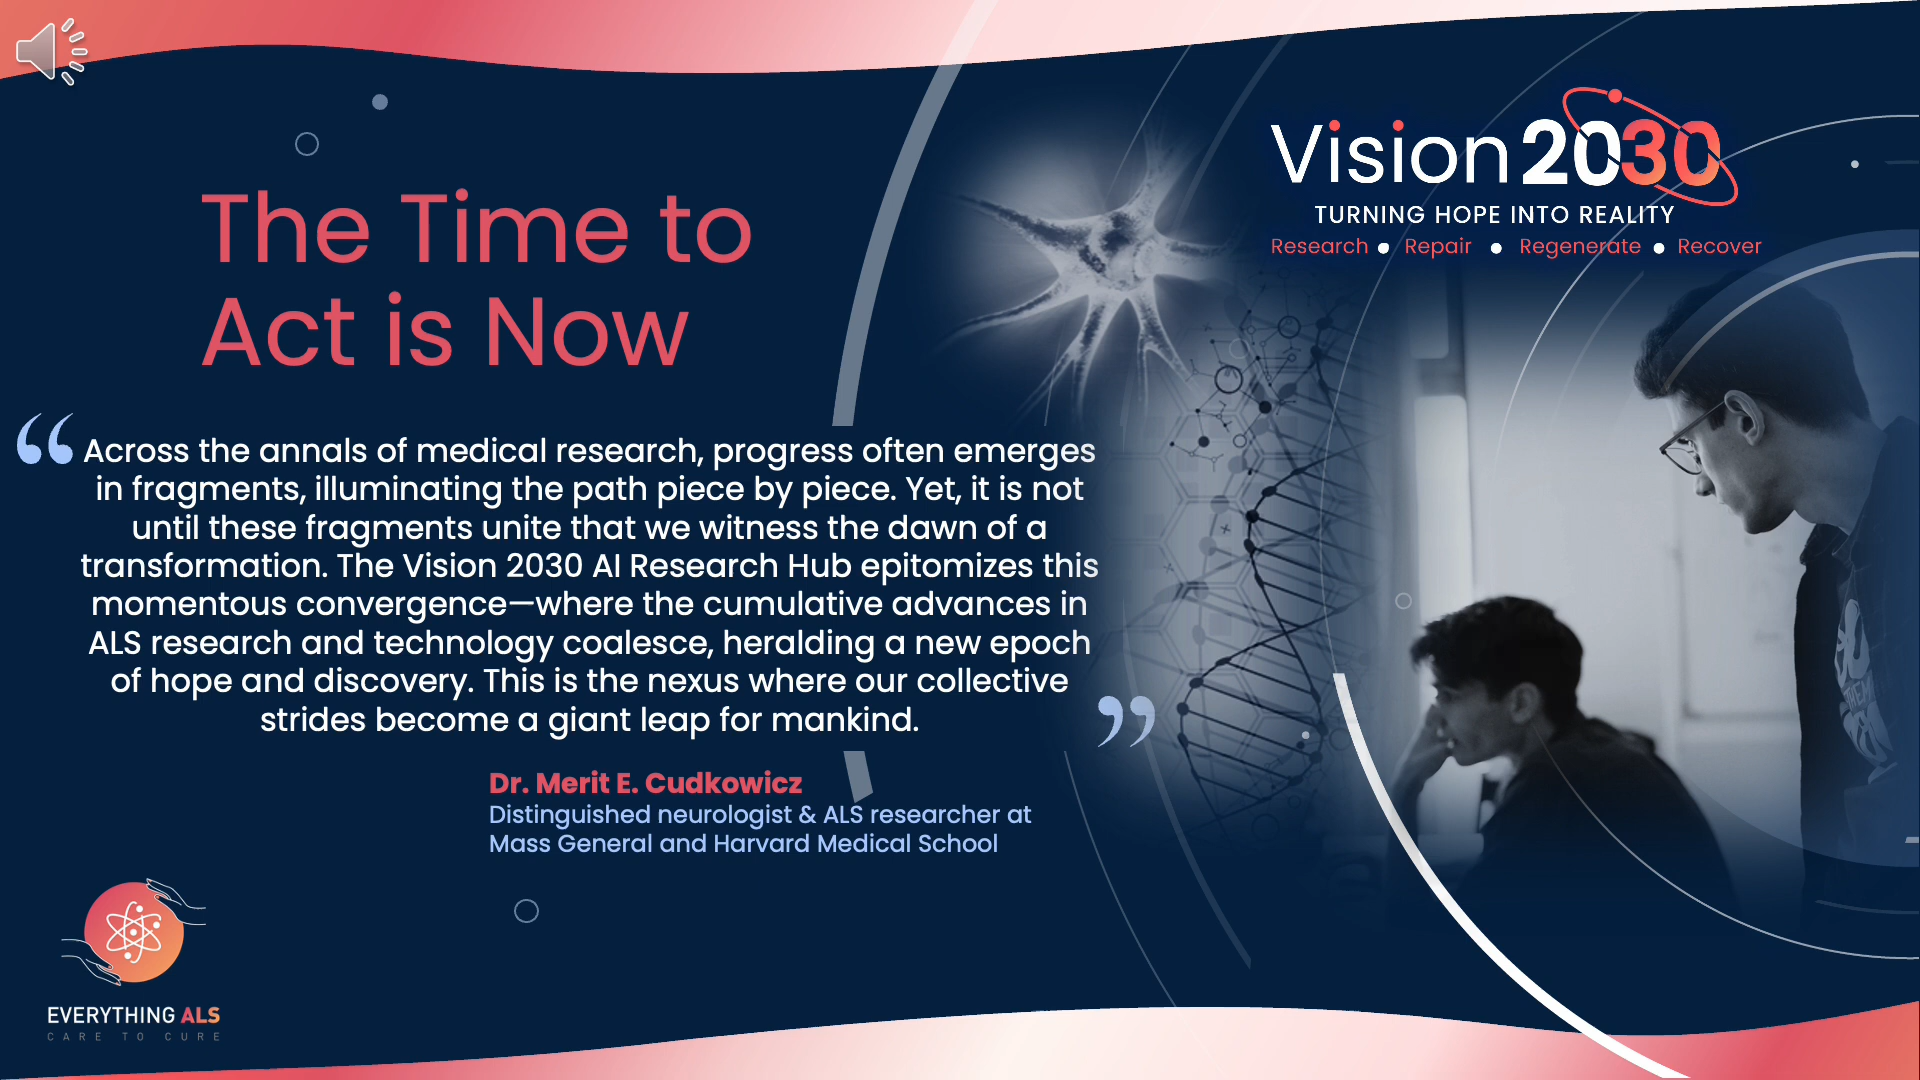 The Time to
Act is Now
Vision 2030
TURNING HOPE INTO REALITY
Research ● Repair ● Regenerate ● Recover
“Across the annals of medical research, progress often emerges
in fragments, illuminating the path piece by piece. Yet, it is not
until these fragments unite that we witness the dawn of a
transformation. The Vision 2030 AI Research Hub epitomizes this
momentous convergence—where the cumulative advances in
ALS research and technology coalesce, heralding a new epoch
of hope and discovery. This is the nexus where our collective
strides become a giant leap for mankind.”
Dr. Merit E. Cudkowicz
Distinguished neurologist & ALS researcher at
Mass General and Harvard Medical School
EVERYTHING ALS
CARE TO CURE